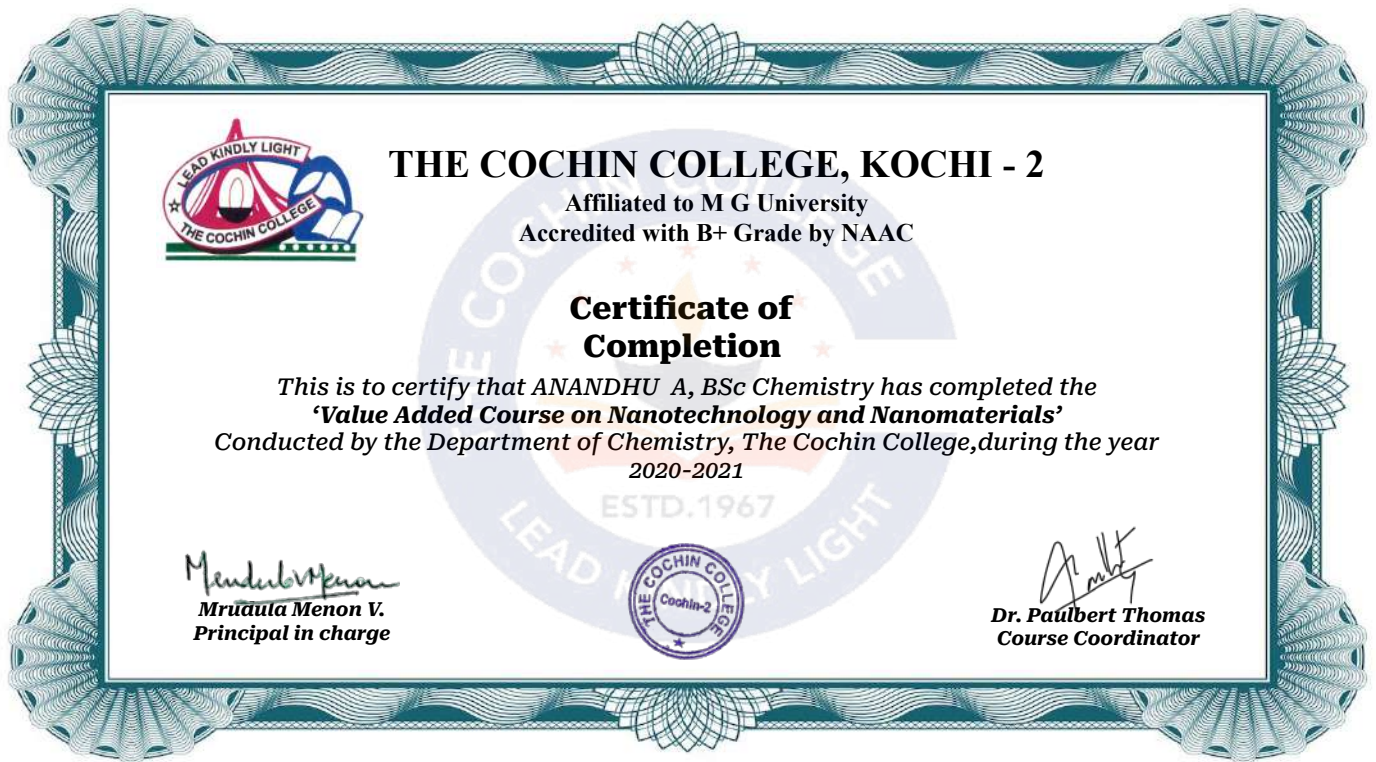 LEAD KINDLY LIGHT
THE COCHIN COLLEGE
THE COCHIN COLLEGE, KOCHI - 2
Affiliated to M G University
Accredited with B+ Grade by NAAC
THE COCHIN COLLEGE
Certificate of
Completion
This is to certify that ANANDHU A, BSc Chemistry has completed the
‘Value Added Course on Nanotechnology and Nanomaterials’
Conducted by the Department of Chemistry, The Cochin College,during the year
2020-2021
ESTD.1967
LEAD KINDLY LIGHT
Mrudula Menon V.
Principal in charge
THE COCHIN COLLEGE
Cochin-2
Dr. Paulbert Thomas
Course Coordinator